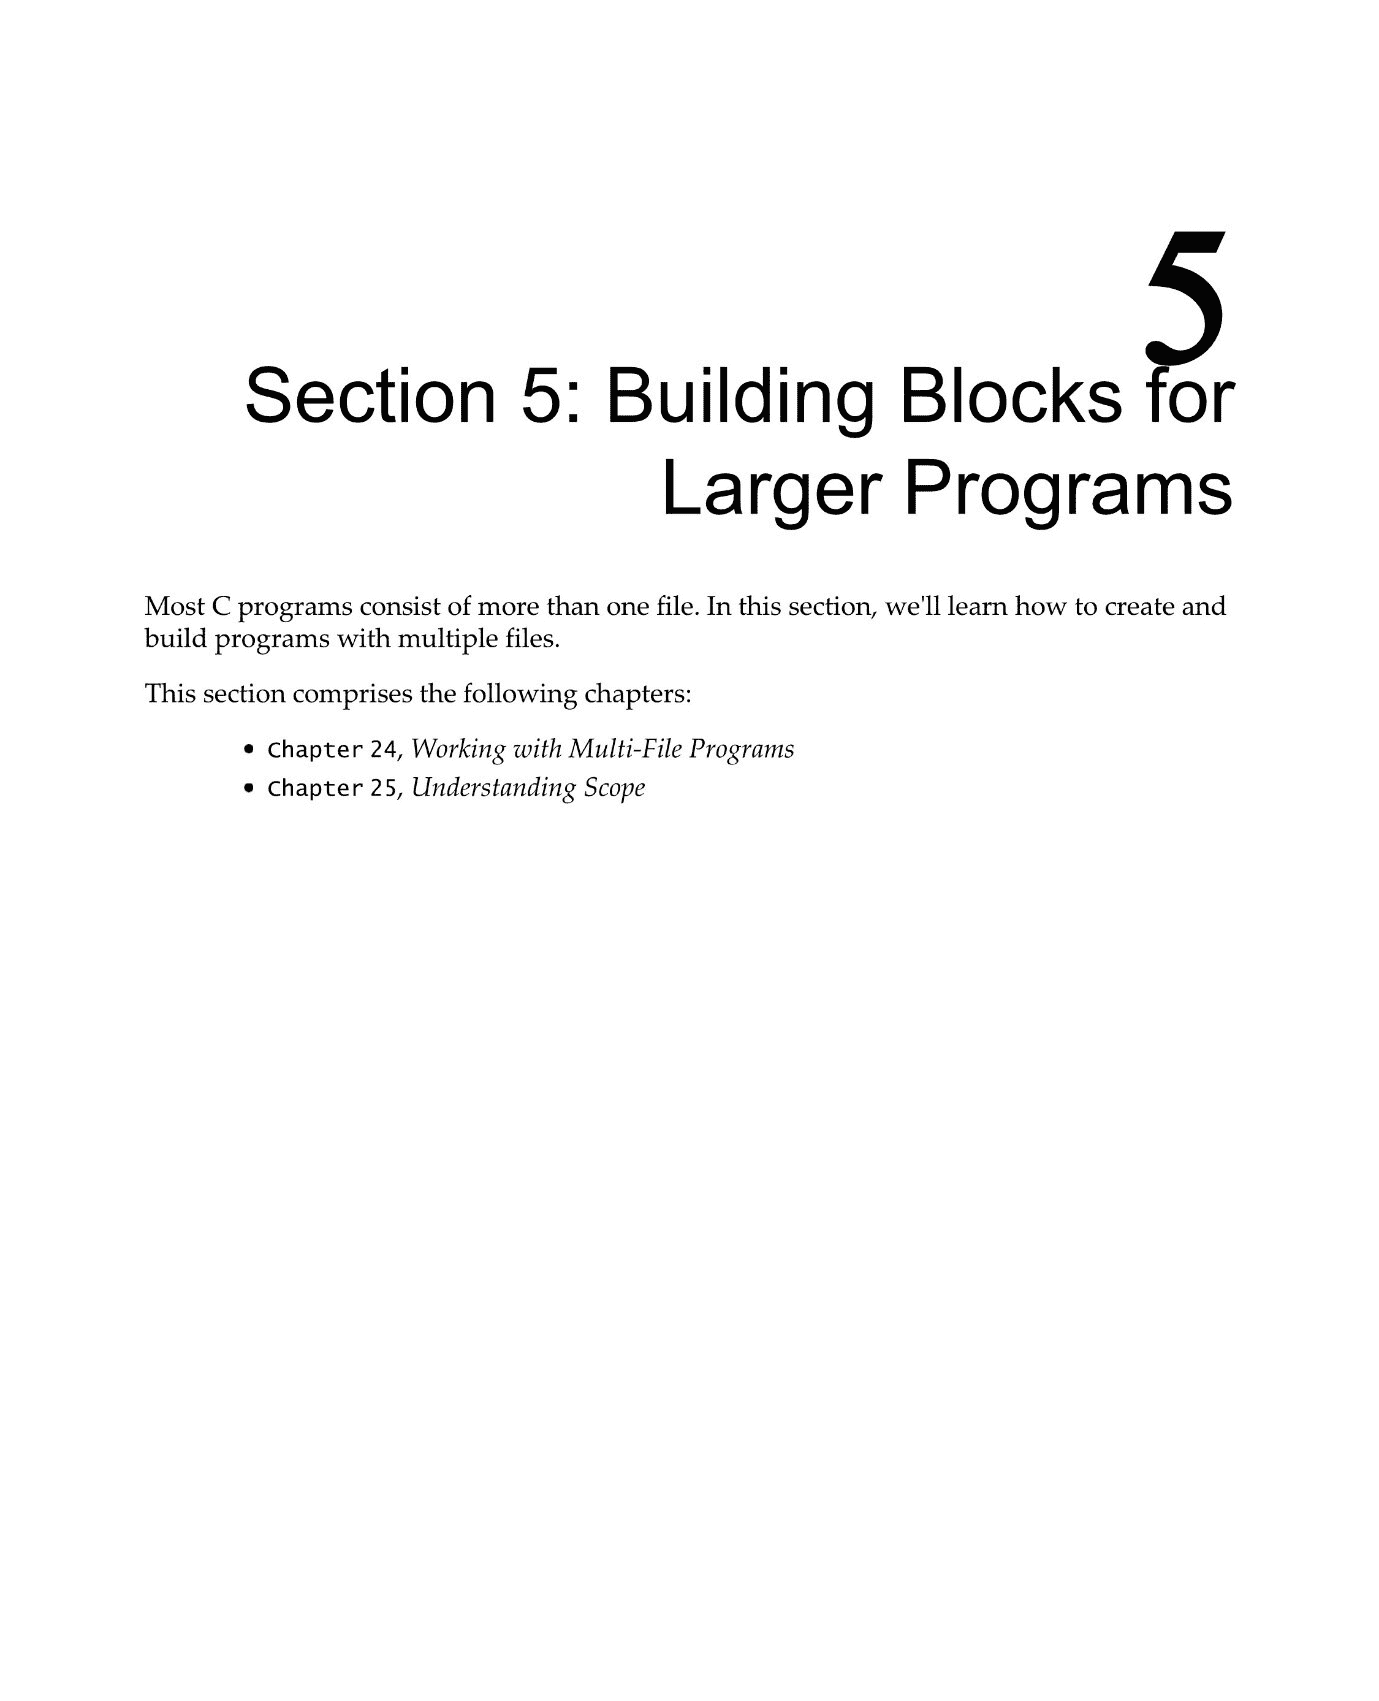 5
Section 5: Building Blocks for
Larger Programs
Most C programs consist of more than one file. In this section, we'll learn how to create and
build programs with multiple files.
This section comprises the following chapters:
• Chapter 24, Working with Multi-File Programs
• Chapter 25, Understanding Scope